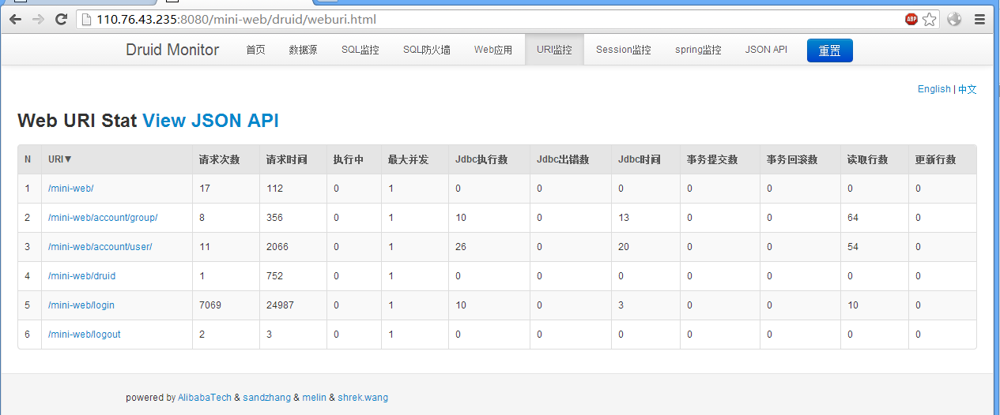 110.76.43.235:8080/mini-web/druid/weburi.html
ABP
Druid Monitor 首页 数据源 SQL监控 SQL防火墙 Web应用 URI监控 Session监控 spring监控 JSON API 重置
English | 中文
Web URI Stat View JSON API
N URI▼ 请求次数 请求时间 执行中 最大并发 Jdbc执行数 Jdbc出错数 Jdbc时间 事务提交数 事务回滚数 读取行数 更新行数
1 /mini-web/ 17 112 0 1 0 0 0 0 0 0 0
2 /mini-web/account/group/ 8 356 0 1 10 0 13 0 0 64 0
3 /mini-web/account/user/ 11 2066 0 1 26 0 20 0 0 54 0
4 /mini-web/druid 1 752 0 1 0 0 0 0 0 0 0
5 /mini-web/login 7069 24987 0 1 10 0 3 0 0 10 0
6 /mini-web/logout 2 3 0 1 0 0 0 0 0 0 0
powered by AlibabaTech & sandzhang & melin & shrek.wang